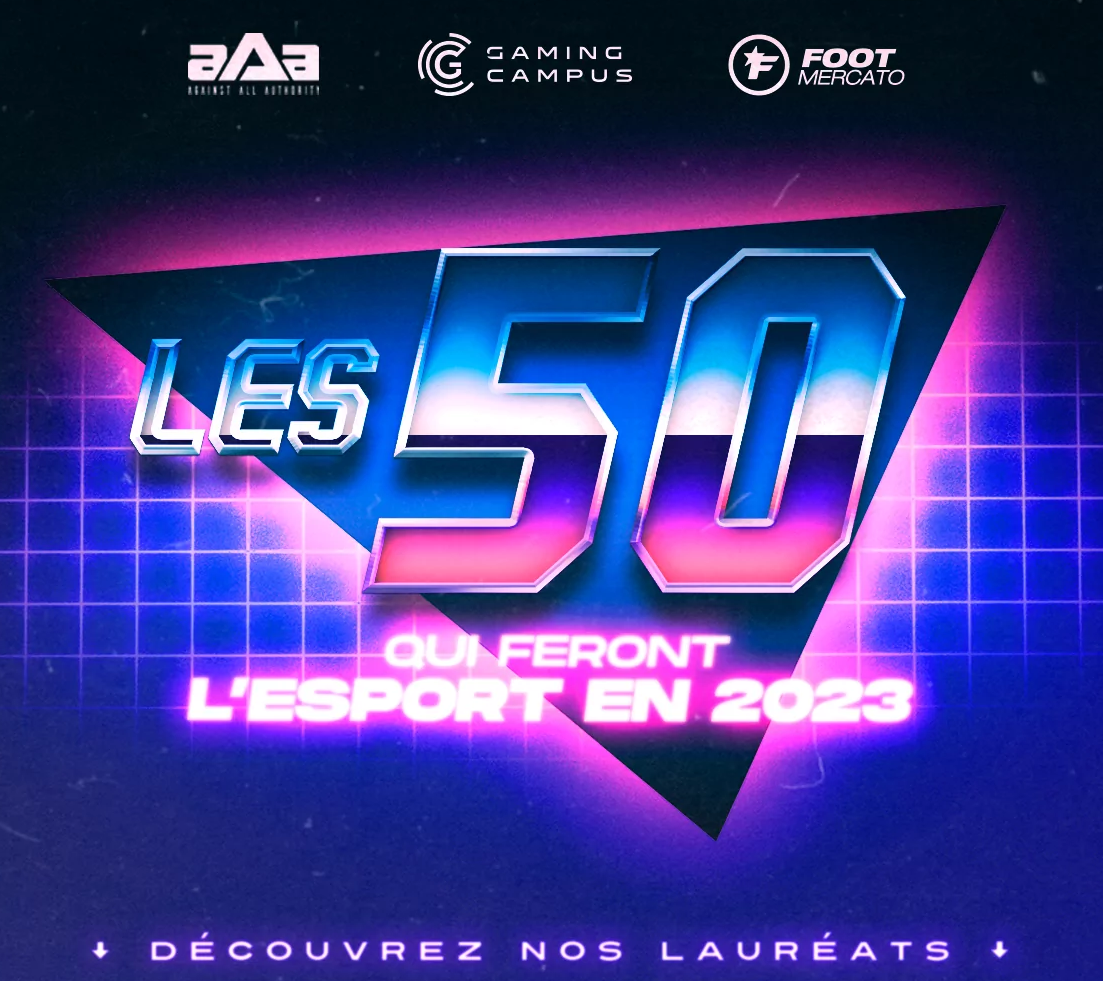 aAa
AGAINST ALL AUTHORITY
GAMING
CAMPUS
FOOT
MERCATO
LES 50
QUI FERONT
L'ESPORT EN 2023
DÉCOUVREZ NOS LAURÉATS